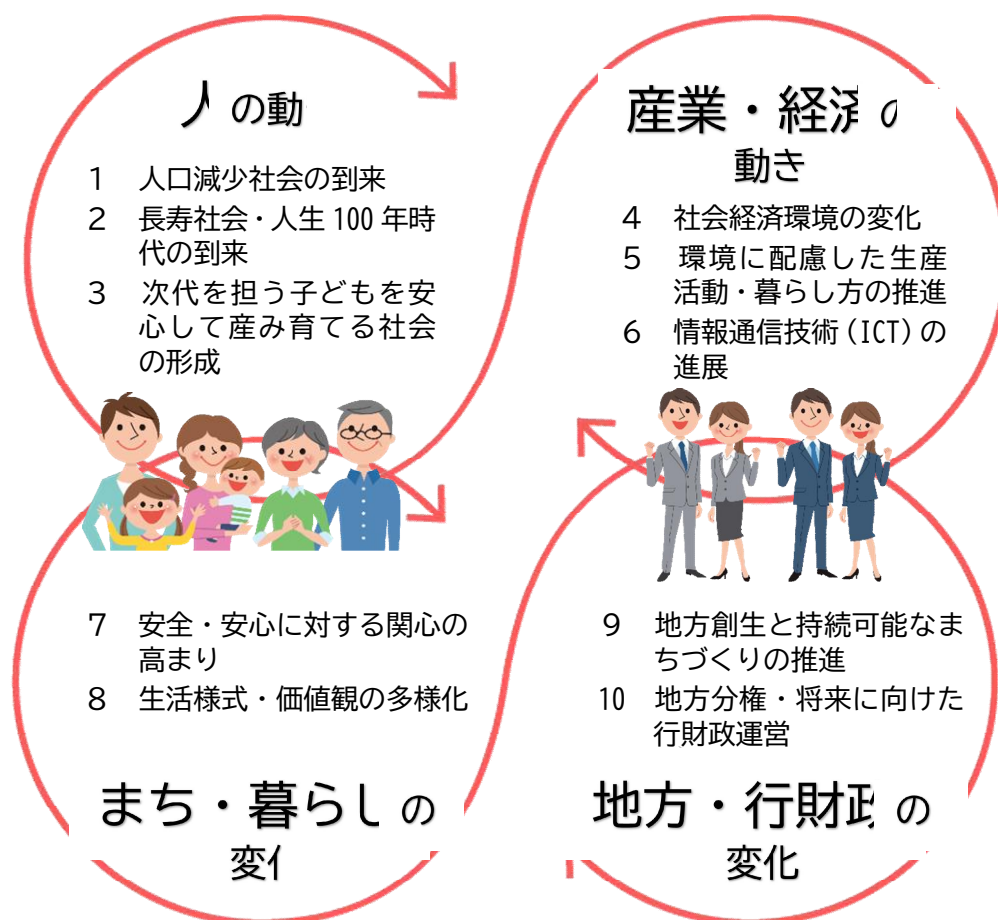 人の動
1 人口減少社会の到来
2 長寿社会・人生100年時
代の到来
3 次代を担う子どもを安
心して産み育てる社会
の形成
産業・経済の
動き
4 社会経済環境の変化
5 環境に配慮した生産
活動・暮らし方の推進
6 情報通信技術(ICT)の
進展
7 安全・安心に対する関心の
高まり
8 生活様式・価値観の多様化
まち・暮らしの
変化
9 地方創生と持続可能なま
ちづくりの推進
10 地方分権・将来に向けた
行財政運営
地方・行財政の
変化